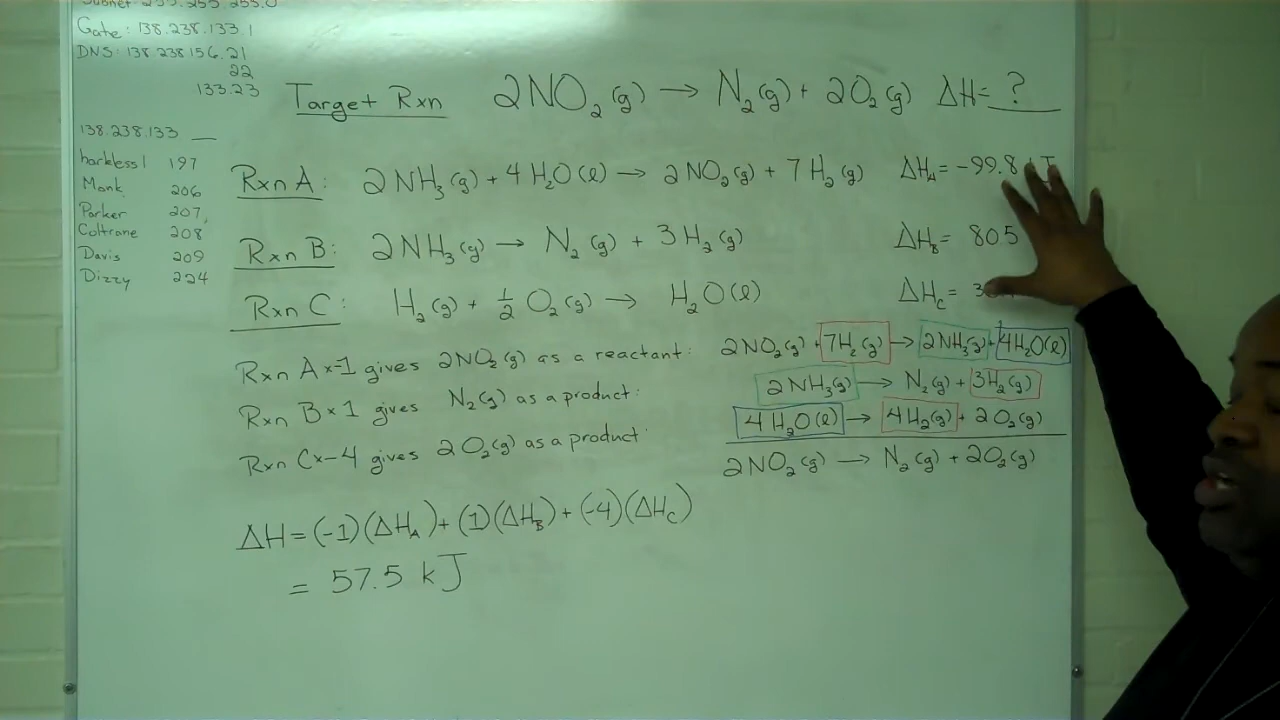 Subnet 255.255.255.0
Gate: 138.238.133.1
DNS: 138.238.156.21
22
133.23
138.238.133 __
harkless1 197
Monk 206
Parker 207,
Coltrane 208
Davis 209
Dizzy 224
Target Rxn 2NO₂(g) → N₂(g) + 2O₂(g) ΔH=__?__
Rxn A: 2NH₃(g) + 4H₂O(l) → 2NO₂(g) + 7H₂(g) ΔH_A = -99.8 kJ
Rxn B: 2NH₃(g) → N₂(g) + 3H₂(g) ΔH_B = 805
Rxn C: H₂(g) + ½ O₂(g) → H₂O(l) ΔH_C =
Rxn A×-1 gives 2NO₂(g) as a reactant: 2NO₂(g) + 7H₂(g) → 2NH₃(g) + 4H₂O(l)
Rxn B×1 gives N₂(g) as a product: 2NH₃(g) → N₂(g) + 3H₂(g)
Rxn C×-4 gives 2O₂(g) as a product: 4H₂O(l) → 4H₂(g) + 2O₂(g)
2NO₂(g) → N₂(g) + 2O₂(g)
ΔH = (-1)(ΔH_A) + (1)(ΔH_B) + (-4)(ΔH_C)
= 57.5 kJ